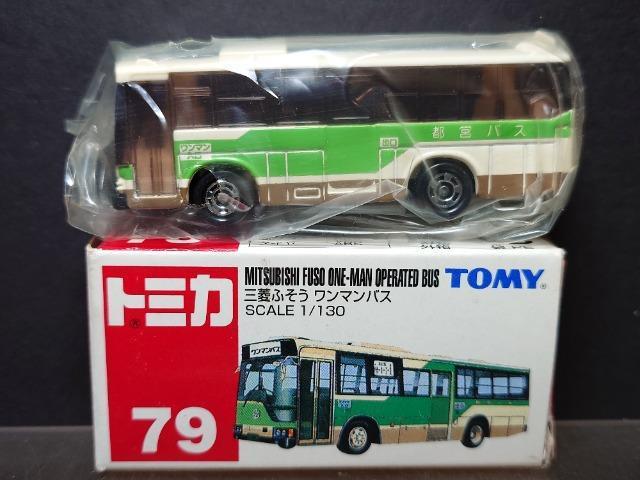 ワンマン
出口
都営バス
トミカ
MITSUBISHI FUSO ONE-MAN OPERATED BUS
三菱ふそう ワンマンバス
SCALE 1/130
TOMY
79
ワンマンバス